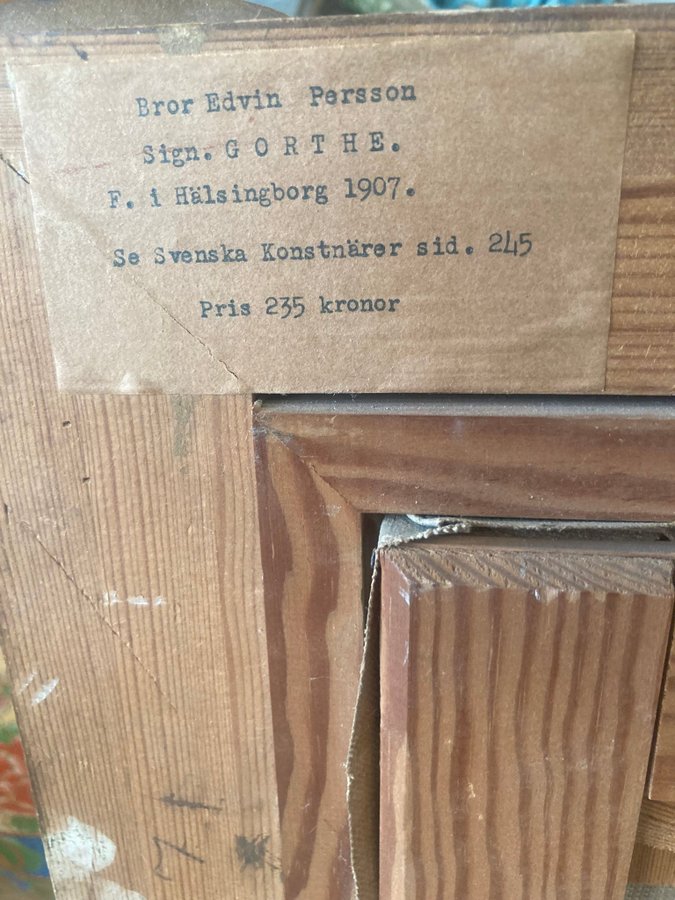 Bror Edvin Persson
Sign. G O R T H E.
F. i Hälsingborg 1907.
Se Svenska Konstnärer sid. 245
Pris 235 kronor